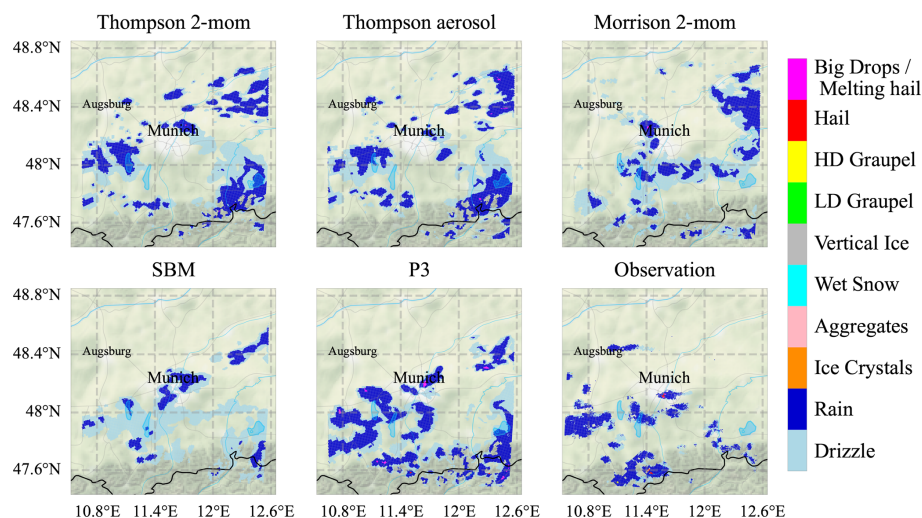 Thompson 2-mom
Thompson aerosol
Morrison 2-mom
48.8°N
48.4°N
48°N
47.6°N
Augsburg
Munich
Augsburg
Munich
Augsburg
Munich
SBM
P3
Observation
48.8°N
48.4°N
48°N
47.6°N
Augsburg
Munich
Augsburg
Munich
Augsburg
Munich
10.8°E 11.4°E 12°E 12.6°E
10.8°E 11.4°E 12°E 12.6°E
10.8°E 11.4°E 12°E 12.6°E
Big Drops /
Melting hail
Hail
HD Graupel
LD Graupel
Vertical Ice
Wet Snow
Aggregates
Ice Crystals
Rain
Drizzle